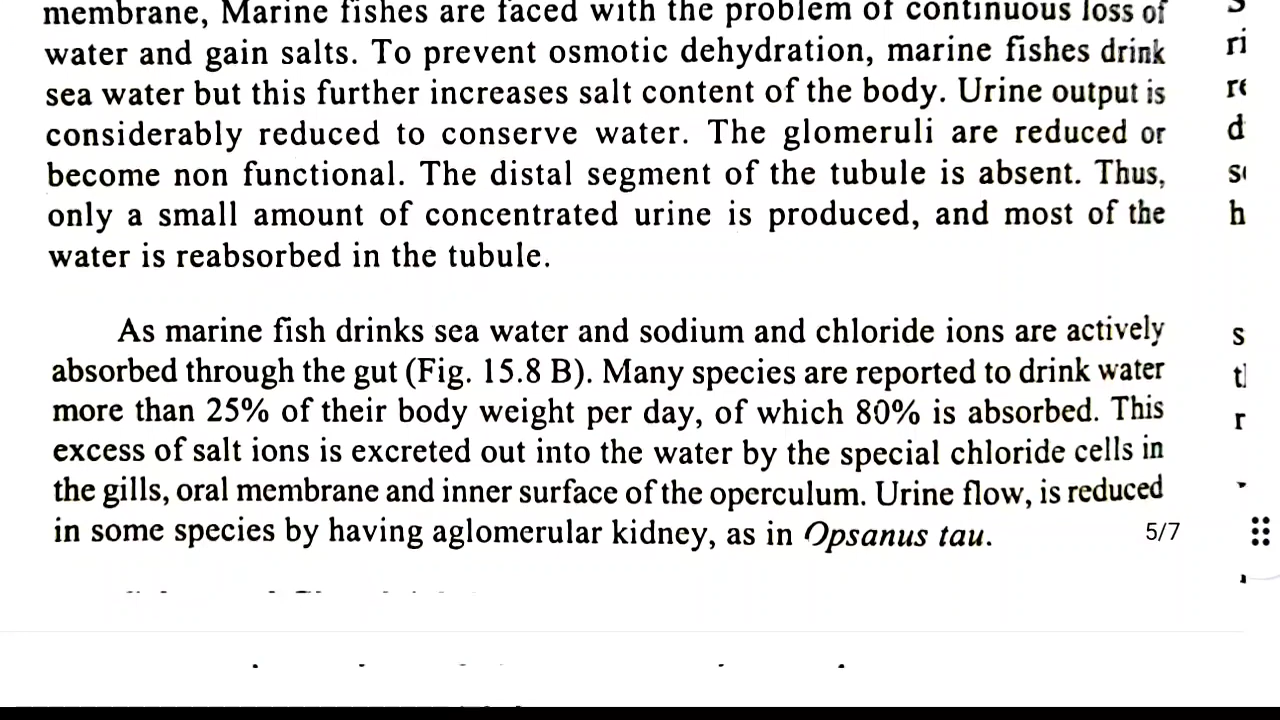 membrane, Marine fishes are faced with the problem of continuous loss of
water and gain salts. To prevent osmotic dehydration, marine fishes drink
sea water but this further increases salt content of the body. Urine output is
considerably reduced to conserve water. The glomeruli are reduced or
become non functional. The distal segment of the tubule is absent. Thus,
only a small amount of concentrated urine is produced, and most of the
water is reabsorbed in the tubule.
As marine fish drinks sea water and sodium and chloride ions are actively
absorbed through the gut (Fig. 15.8 B). Many species are reported to drink water
more than 25% of their body weight per day, of which 80% is absorbed. This
excess of salt ions is excreted out into the water by the special chloride cells in
the gills, oral membrane and inner surface of the operculum. Urine flow, is reduced
in some species by having aglomerular kidney, as in Opsanus tau.
5/7